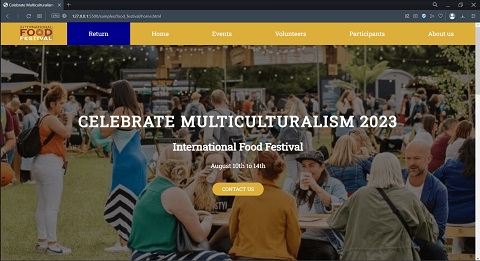 Celebrate Multiculturalism
127.0.0.1:5500/samples/food_festival/home.html
INTERNATIONAL
FOOD
FESTIVAL
Return
Home
Events
Volunteers
Participants
About us
CELEBRATE MULTICULTURALISM 2023
International Food Festival
August 10th to 14th
CONTACT US